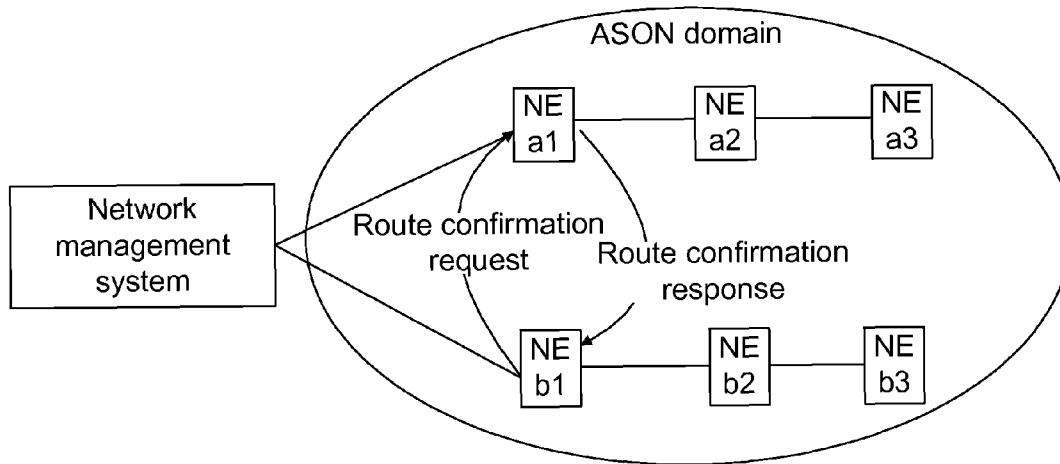 ASON domain
NE
a1
NE
a2
NE
a3
Network
management
system
Route confirmation
request
Route confirmation
response
NE
b1
NE
b2
NE
b3